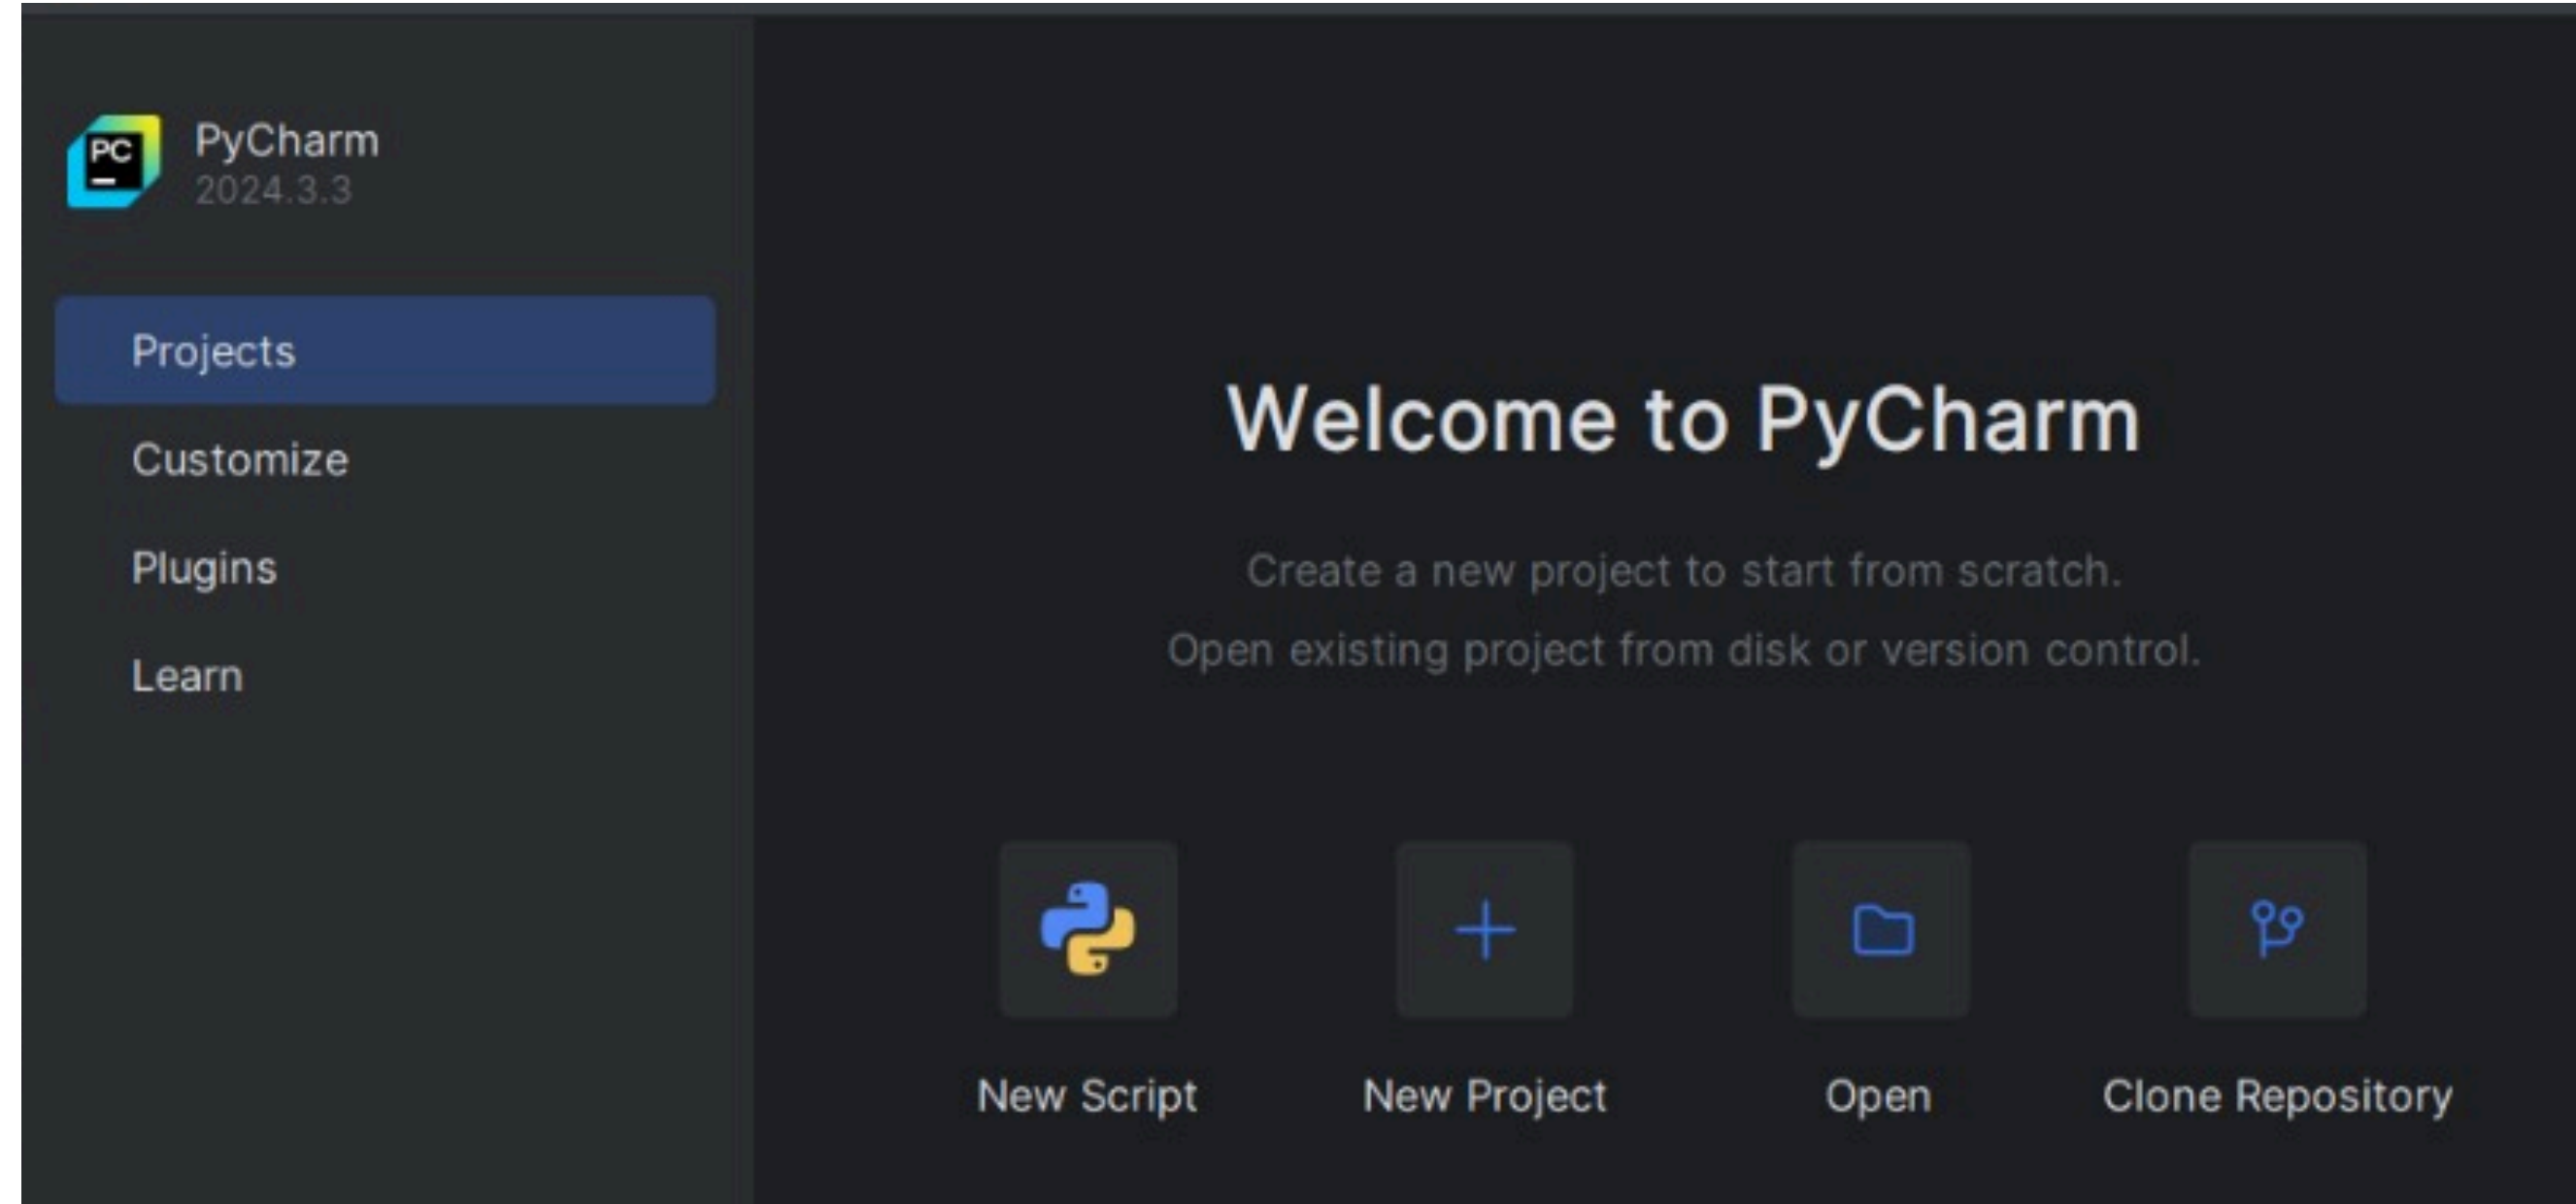 PC
PyCharm
2024.3.3
Projects
Customize
Plugins
Learn
Welcome to PyCharm
Create a new project to start from scratch.
Open existing project from disk or version control.
New Script
New Project
Open
Clone Repository